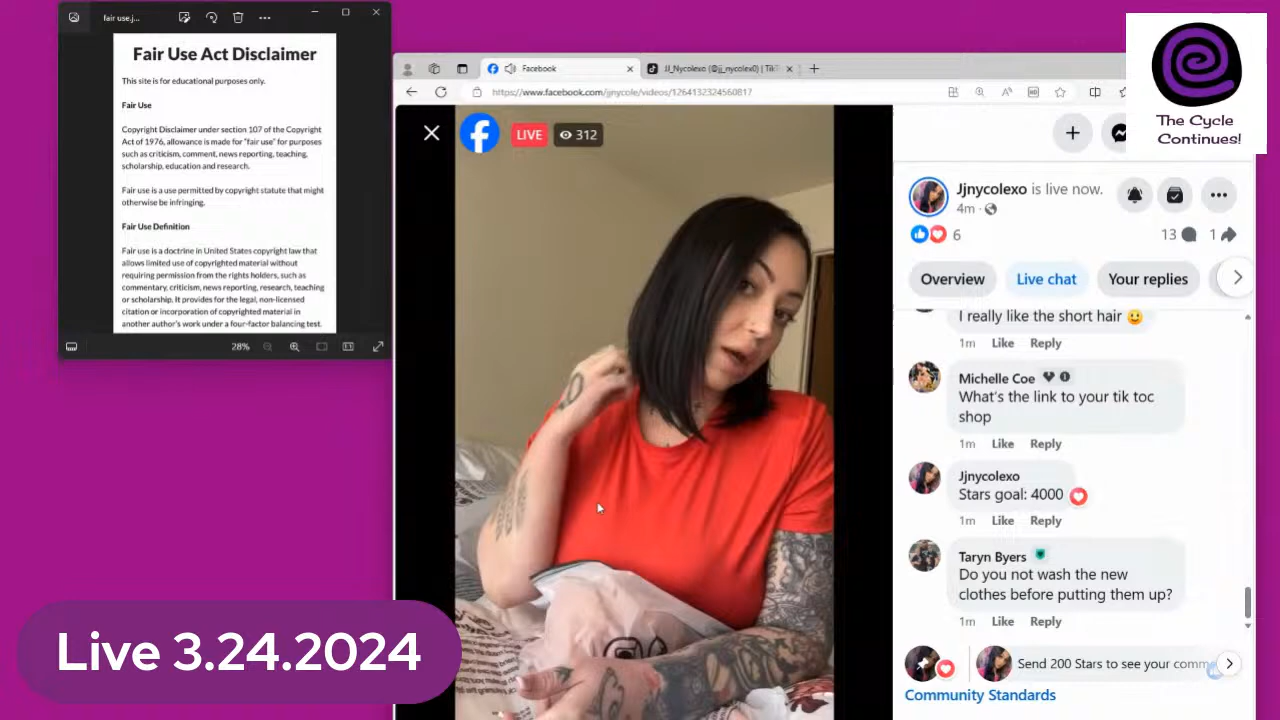 fair use.j...
Fair Use Act Disclaimer
This site is for educational purposes only.
Fair Use
Copyright Disclaimer under section 107 of the Copyright
Act of 1976, allowance is made for "fair use" for purposes
such as criticism, comment, news reporting, teaching,
scholarship, education and research.
Fair use is a use permitted by copyright statute that might
otherwise be infringing.
Fair Use Definition
Fair use is a doctrine in United States copyright law that
allows limited use of copyrighted material without
requiring permission from the rights holders, such as
commentary, criticism, news reporting, research, teaching
or scholarship. It provides for the legal, non-licensed
citation or incorporation of copyrighted material in
another author's work under a four-factor balancing test.
28%
Facebook
JJ_Nycolexo (@jj_nycolex0) | TikT
https://www.facebook.com/jjnycole/videos/1264132324560817
The Cycle
Continues!
LIVE
312
Jjnycolexo is live now.
4m
6
13
1
Overview
Live chat
Your replies
I really like the short hair
1m Like Reply
Michelle Coe
What's the link to your tik toc
shop
1m Like Reply
Jjnycolexo
Stars goal: 4000
1m Like Reply
Taryn Byers
Do you not wash the new
clothes before putting them up?
1m Like Reply
Send 200 Stars to see your comm
Community Standards
Live 3.24.2024